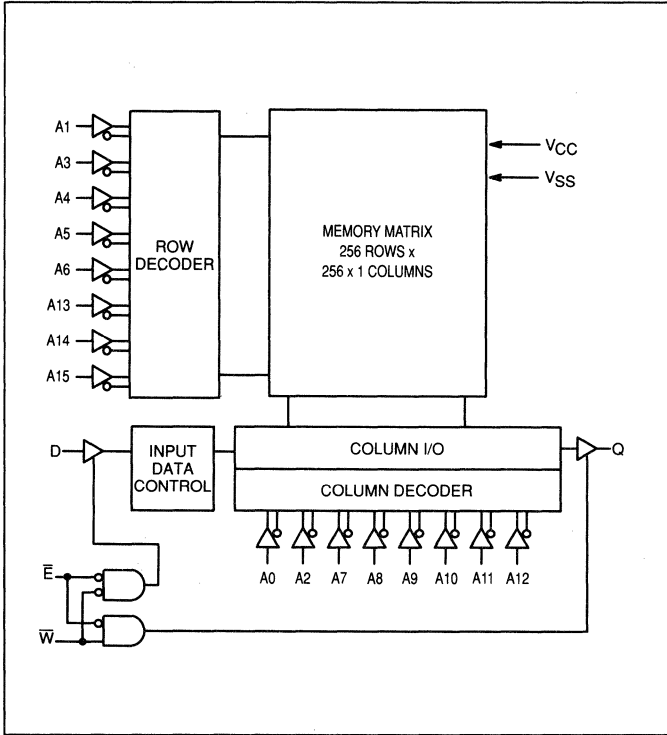 A1
A3
A4
A5
A6
A13
A14
A15
ROW
DECODER
MEMORY MATRIX
256 ROWS x
256 x 1 COLUMNS
VCC
VSS
D
INPUT
DATA
CONTROL
COLUMN I/O
COLUMN DECODER
Q
A0 A2 A7 A8 A9 A10 A11 A12
E̅
W̅